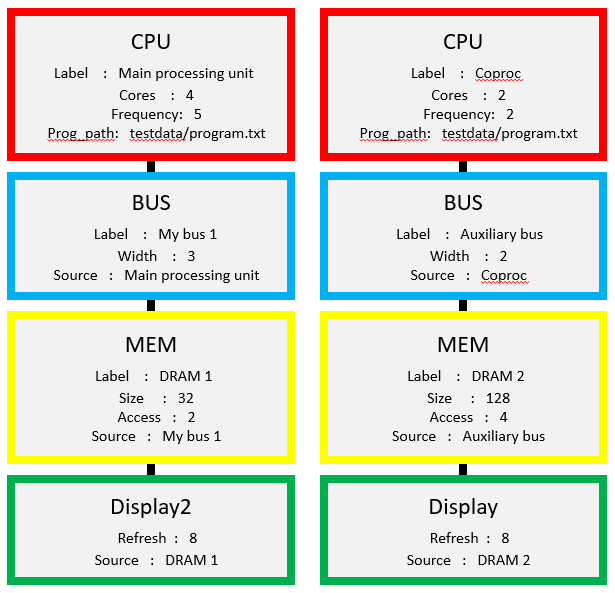 CPU
Label : Main processing unit
Cores : 4
Frequency: 5
Prog_path: testdata/program.txt
BUS
Label : My bus 1
Width : 3
Source : Main processing unit
MEM
Label : DRAM 1
Size : 32
Access : 2
Source : My bus 1
Display2
Refresh : 8
Source : DRAM 1
CPU
Label : Coproc
Cores : 2
Frequency: 2
Prog_path: testdata/program.txt
BUS
Label : Auxiliary bus
Width : 2
Source : Coproc
MEM
Label : DRAM 2
Size : 128
Access : 4
Source : Auxiliary bus
Display
Refresh : 8
Source : DRAM 2